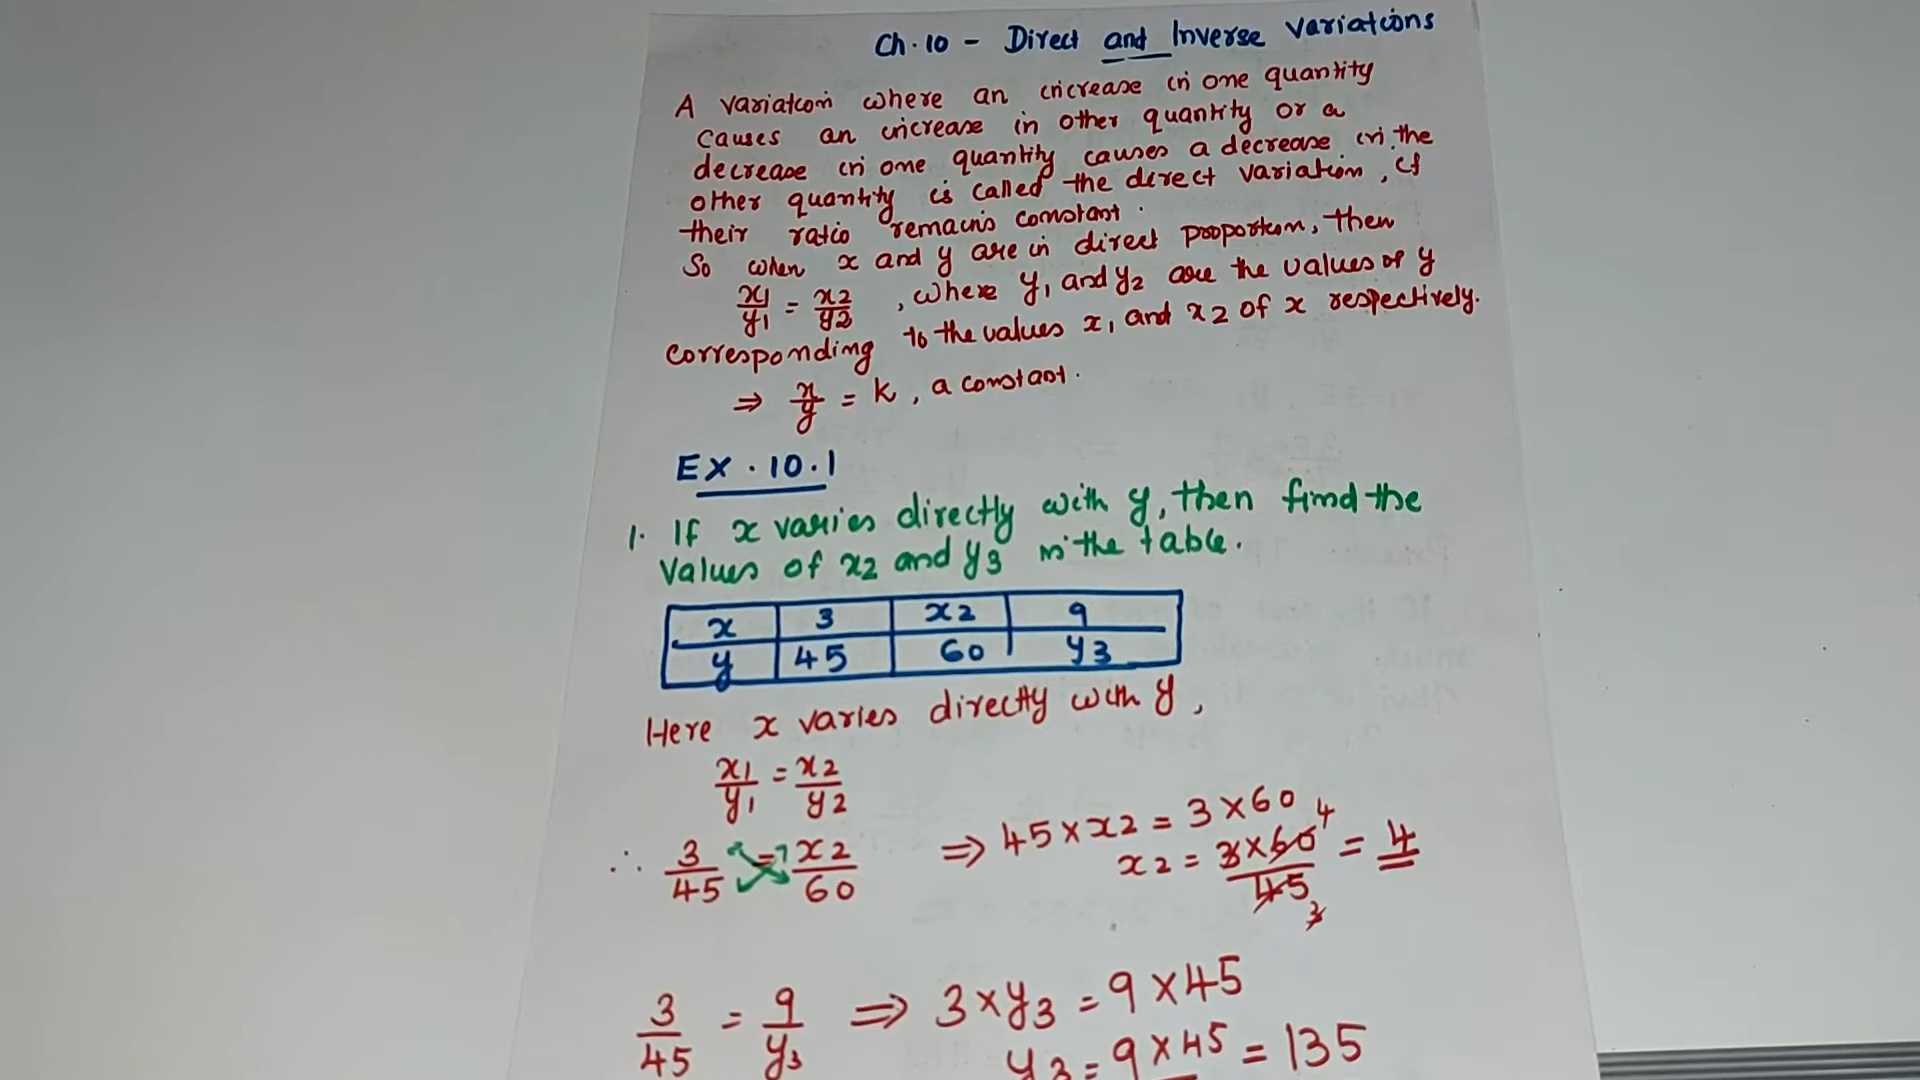 Ch.10 - Direct and Inverse Variations
A variation where an increase in one quantity
causes an increase in other quantity or a
decrease in one quantity causes a decrease in the
other quantity is called the direct variation, if
their ratio remains constant.
So when x and y are in direct proportion, then
x1/y1 = x2/y2, where y1 and y2 are the values of y
corresponding to the values x1 and x2 of x respectively.
⇒ x/y = k, a constant.
EX.10.1
1. If x varies directly with y, then find the
values of x2 and y3 in the table.
x 3 x2 9
y 45 60 y3
Here x varies directly with y,
x1/y1 = x2/y2
∴ 3/45 = x2/60 ⇒ 45 × x2 = 3 × 60
x2 = 3×60/45 = 4
4
3
3/45 = 9/y3 ⇒ 3 × y3 = 9 × 45
y3 = 9 × 45 = 135